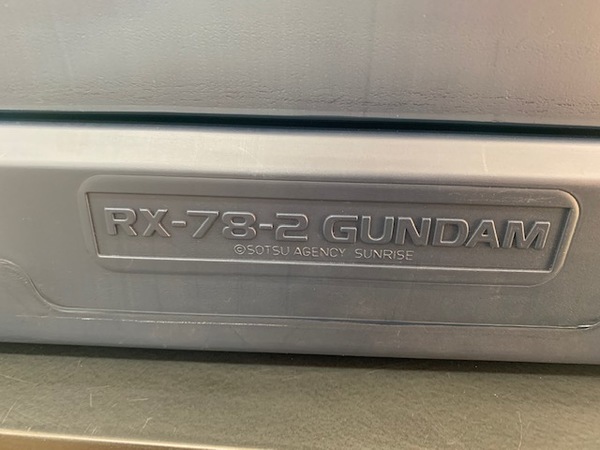 RX-78-2 GUNDAM
©SOTSU AGENCY · SUNRISE